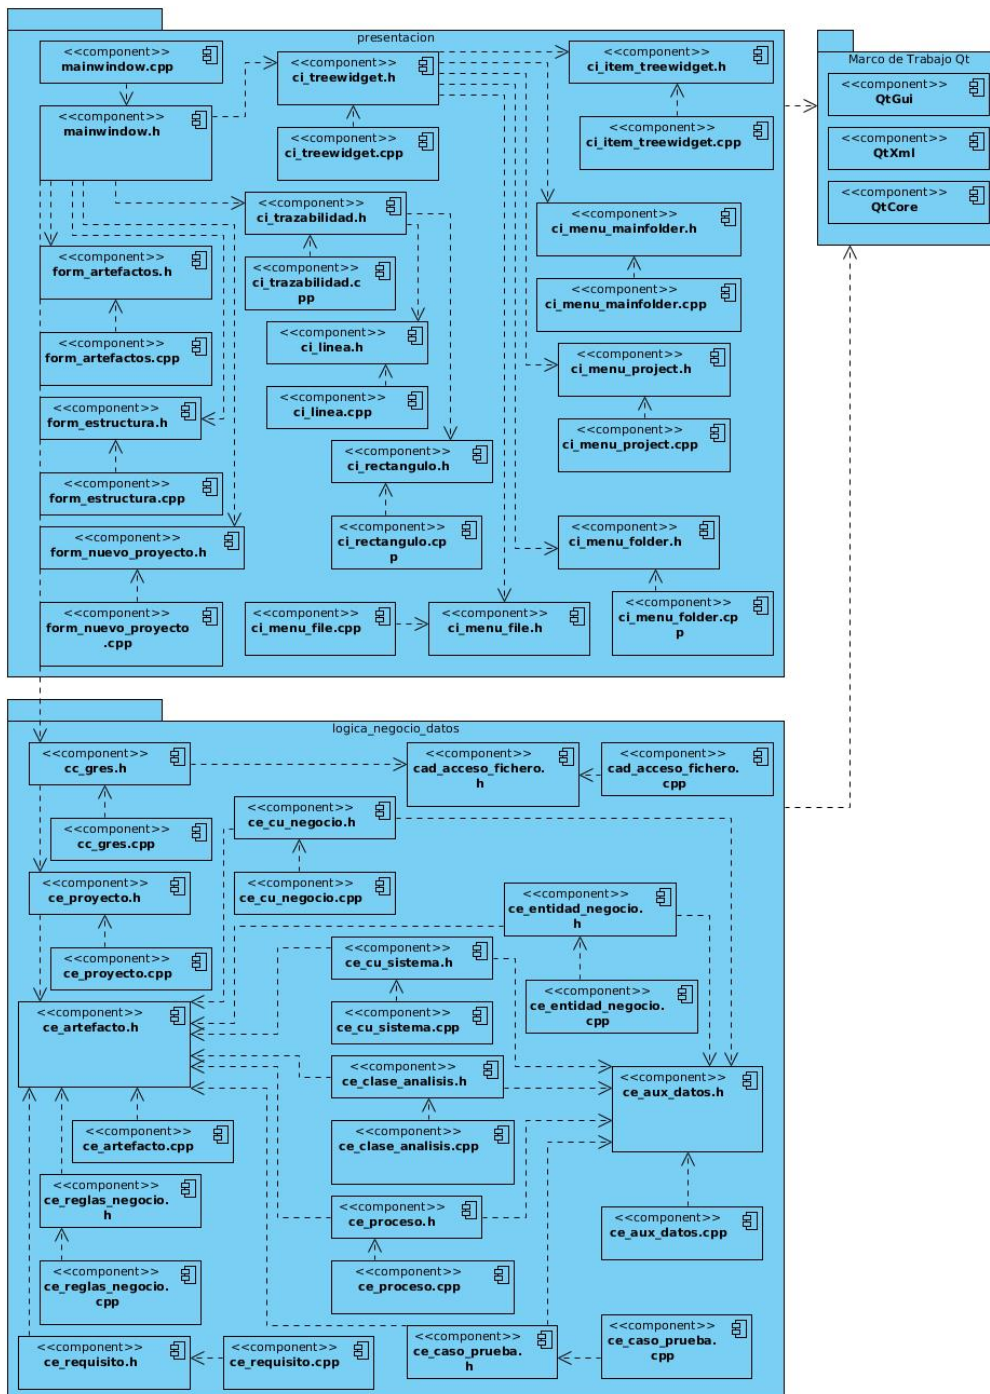 presentacion
<<component>>
mainwindow.cpp
<<component>>
ci_treewidget.h
<<component>>
ci_item_treewidget.h
<<component>>
mainwindow.h
<<component>>
ci_treewidget.cpp
<<component>>
ci_item_treewidget.cpp
<<component>>
ci_trazabilidad.h
<<component>>
ci_menu_mainfolder.h
<<component>>
form_artefactos.h
<<component>>
ci_trazabilidad.c
pp
<<component>>
ci_menu_mainfolder.cpp
<<component>>
form_artefactos.cpp
<<component>>
ci_linea.h
<<component>>
ci_menu_project.h
<<component>>
form_estructura.h
<<component>>
ci_linea.cpp
<<component>>
ci_menu_project.cpp
<<component>>
ci_rectangulo.h
<<component>>
form_estructura.cpp
<<component>>
ci_rectangulo.cp
p
<<component>>
ci_menu_folder.h
<<component>>
form_nuevo_proyecto.h
<<component>>
form_nuevo_proyecto
.cpp
<<component>>
ci_menu_file.cpp
<<component>>
ci_menu_file.h
<<component>>
ci_menu_folder.cp
p
Marco de Trabajo Qt
<<component>>
QtGui
<<component>>
QtXml
<<component>>
QtCore
logica_negocio_datos
<<component>>
cc_gres.h
<<component>>
cad_acceso_fichero.
h
<<component>>
cad_acceso_fichero.
cpp
<<component>>
ce_cu_negocio.h
<<component>>
cc_gres.cpp
<<component>>
ce_proyecto.h
<<component>>
ce_cu_negocio.cpp
<<component>>
ce_entidad_negocio.
h
<<component>>
ce_proyecto.cpp
<<component>>
ce_cu_sistema.h
<<component>>
ce_entidad_negocio.
cpp
<<component>>
ce_artefacto.h
<<component>>
ce_cu_sistema.cpp
<<component>>
ce_clase_analisis.h
<<component>>
ce_aux_datos.h
<<component>>
ce_artefacto.cpp
<<component>>
ce_clase_analisis.cpp
<<component>>
ce_reglas_negocio.
h
<<component>>
ce_proceso.h
<<component>>
ce_aux_datos.cpp
<<component>>
ce_reglas_negocio.
cpp
<<component>>
ce_proceso.cpp
<<component>>
ce_requisito.h
<<component>>
ce_requisito.cpp
<<component>>
ce_caso_prueba.
h
<<component>>
ce_caso_prueba.
cpp